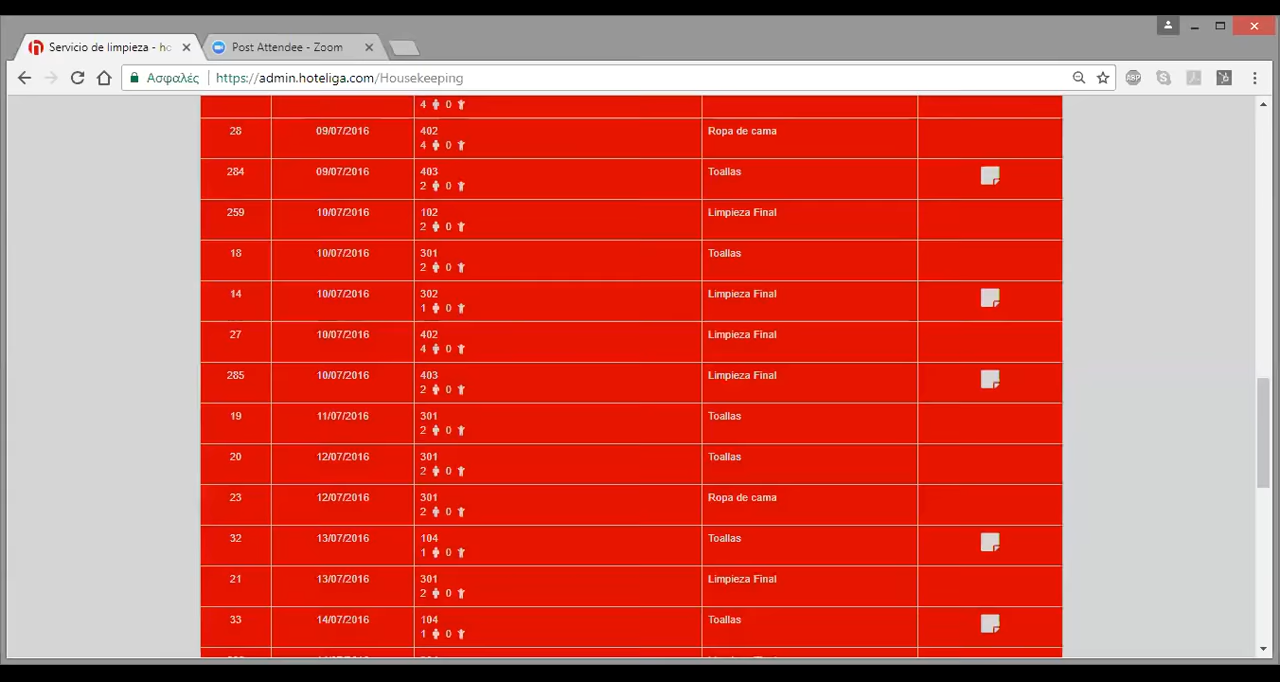 Servicio de limpieza - ho
Post Attendee - Zoom
Ασφαλές https://admin.hoteliga.com/Housekeeping
ABP
4 0
28 09/07/2016 402 Ropa de cama
4 0
284 09/07/2016 403 Toallas
2 0
259 10/07/2016 102 Limpieza Final
2 0
18 10/07/2016 301 Toallas
2 0
14 10/07/2016 302 Limpieza Final
1 0
27 10/07/2016 402 Limpieza Final
4 0
285 10/07/2016 403 Limpieza Final
2 0
19 11/07/2016 301 Toallas
2 0
20 12/07/2016 301 Toallas
2 0
23 12/07/2016 301 Ropa de cama
2 0
32 13/07/2016 104 Toallas
1 0
21 13/07/2016 301 Limpieza Final
2 0
33 14/07/2016 104 Toallas
1 0